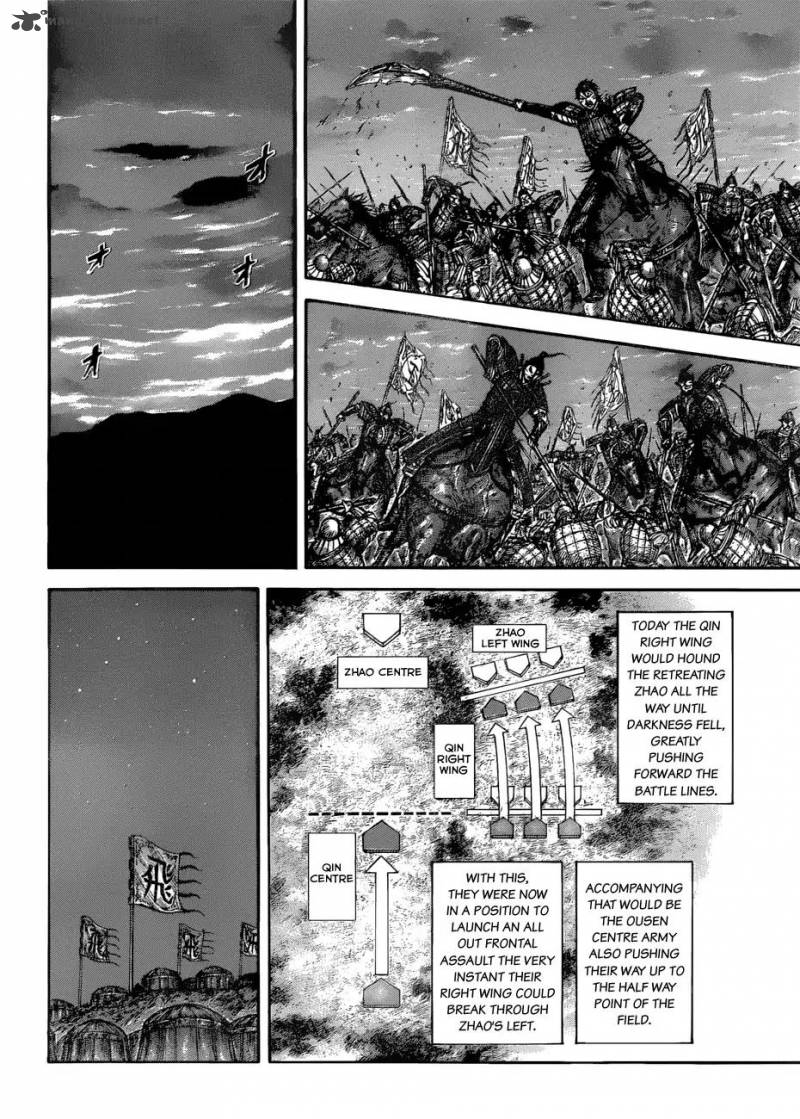 オ
オ
オ
オ
飛
飛
ZHAO CENTRE
ZHAO
LEFT WING
TODAY THE QIN
RIGHT WING
WOULD HOUND
THE RETREATING
ZHAO ALL THE
WAY UNTIL
DARKNESS FELL,
GREATLY
PUSHING
FORWARD THE
BATTLE LINES.
QIN
RIGHT
WING
QIN
CENTRE
WITH THIS,
THEY WERE NOW
IN A POSITION TO
LAUNCH AN ALL
OUT FRONTAL
ASSAULT THE VERY
INSTANT THEIR
RIGHT WING COULD
BREAK THROUGH
ZHAO'S LEFT.
ACCOMPANYING
THAT WOULD BE
THE OUSEN
CENTRE ARMY
ALSO PUSHING
THEIR WAY UP TO
THE HALF WAY
POINT OF THE
FIELD.
飛
飛
飛
飛